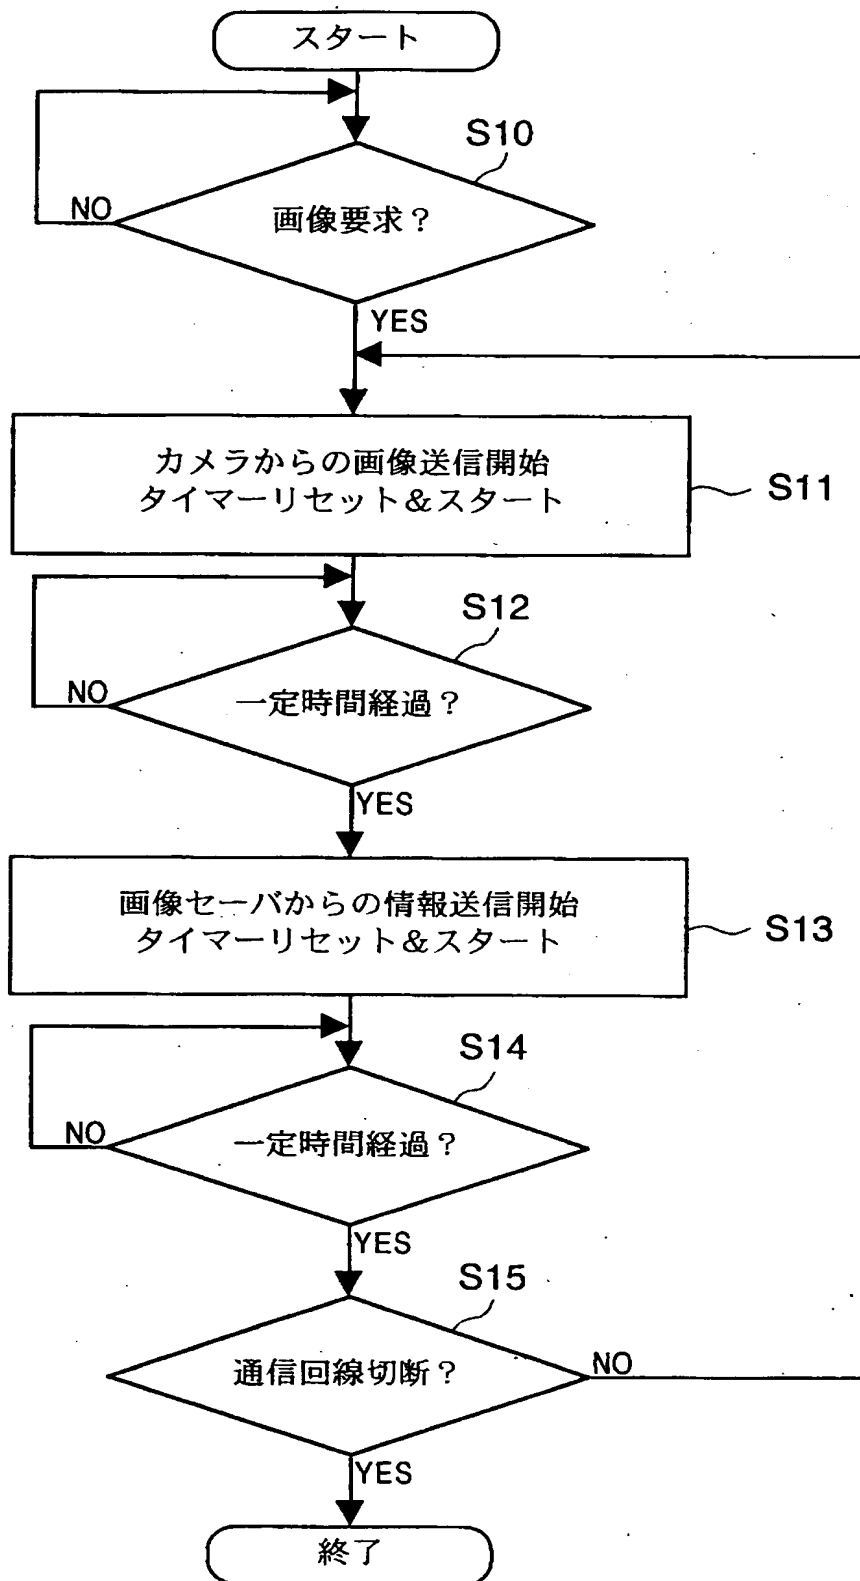 スタート
S10
画像要求？
NO
YES
カメラからの画像送信開始
タイマーリセット＆スタート
S11
S12
一定時間経過？
NO
YES
画像セーバからの情報送信開始
タイマーリセット＆スタート
S13
S14
一定時間経過？
NO
YES
S15
通信回線切断？
NO
YES
終了